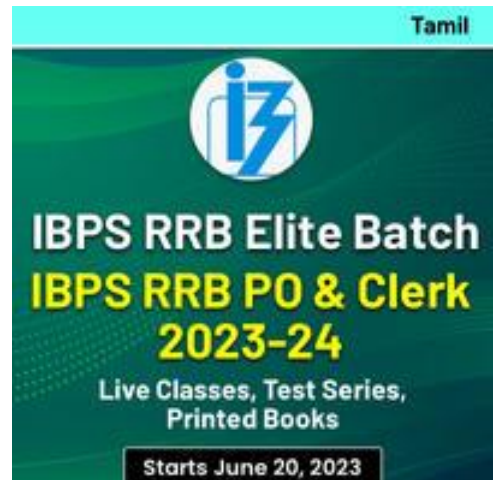 Tamil
IBPS RRB Elite Batch
IBPS RRB PO & Clerk
2023-24
Live Classes, Test Series,
Printed Books
Starts June 20, 2023